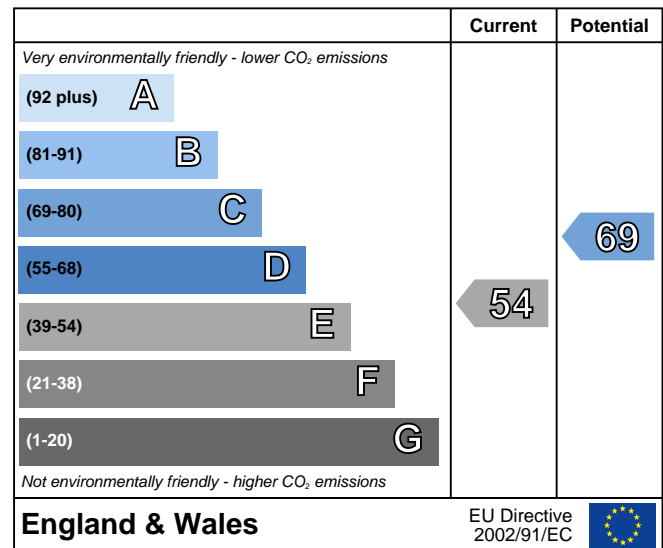 Current Potential
Very environmentally friendly - lower CO₂ emissions
(92 plus) A
(81-91) B
(69-80) C
(55-68) D
(39-54) E
(21-38) F
(1-20) G
54
69
Not environmentally friendly - higher CO₂ emissions
England & Wales
EU Directive
2002/91/EC